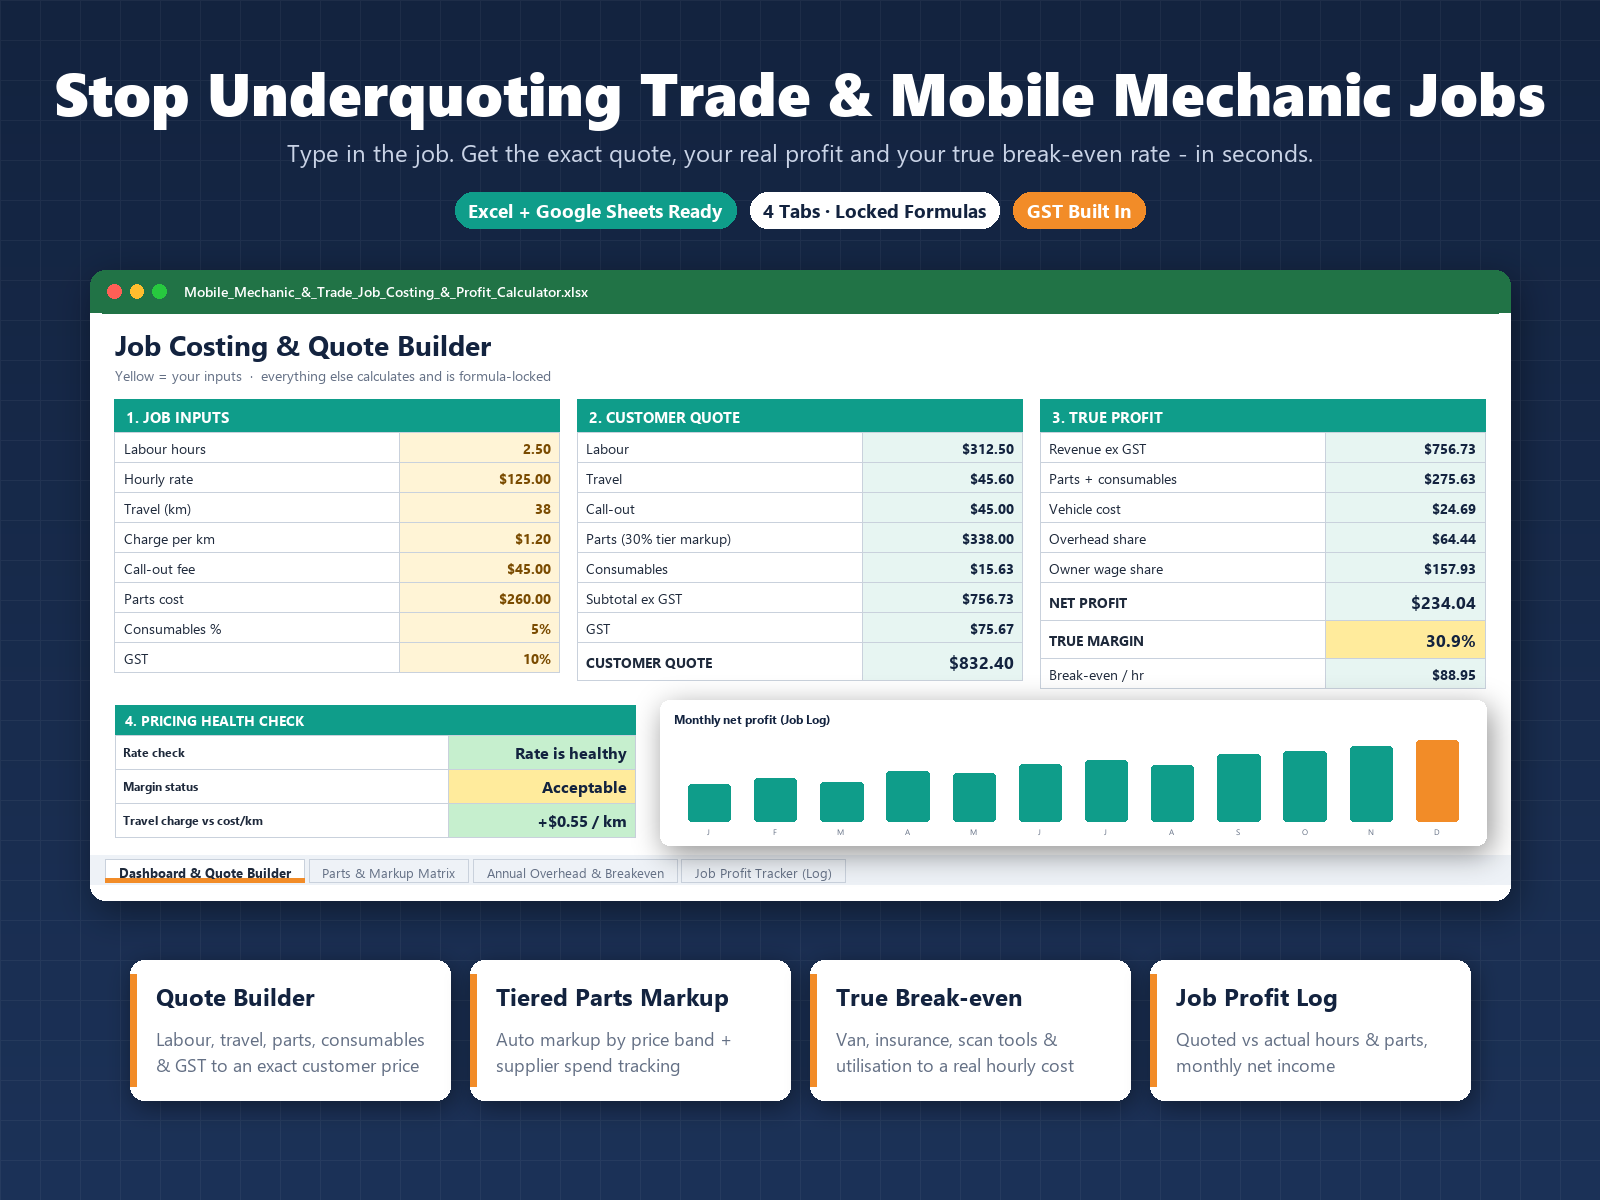 Stop Underquoting Trade & Mobile Mechanic Jobs
Type in the job. Get the exact quote, your real profit and your true break-even rate - in seconds.
Excel + Google Sheets Ready
4 Tabs · Locked Formulas
GST Built In
Mobile_Mechanic_&_Trade_Job_Costing_&_Profit_Calculator.xlsx
Job Costing & Quote Builder
Yellow = your inputs · everything else calculates and is formula-locked
1. JOB INPUTS
Labour hours 2.50
Hourly rate $125.00
Travel (km) 38
Charge per km $1.20
Call-out fee $45.00
Parts cost $260.00
Consumables % 5%
GST 10%
2. CUSTOMER QUOTE
Labour $312.50
Travel $45.60
Call-out $45.00
Parts (30% tier markup) $338.00
Consumables $15.63
Subtotal ex GST $756.73
GST $75.67
CUSTOMER QUOTE $832.40
3. TRUE PROFIT
Revenue ex GST $756.73
Parts + consumables $275.63
Vehicle cost $24.69
Overhead share $64.44
Owner wage share $157.93
NET PROFIT $234.04
TRUE MARGIN 30.9%
Break-even / hr $88.95
4. PRICING HEALTH CHECK
Rate check Rate is healthy
Margin status Acceptable
Travel charge vs cost/km +$0.55 / km
Monthly net profit (Job Log)
J F M A M J J A S O N D
Dashboard & Quote Builder
Parts & Markup Matrix
Annual Overhead & Breakeven
Job Profit Tracker (Log)
Quote Builder
Labour, travel, parts, consumables
& GST to an exact customer price
Tiered Parts Markup
Auto markup by price band +
supplier spend tracking
True Break-even
Van, insurance, scan tools &
utilisation to a real hourly cost
Job Profit Log
Quoted vs actual hours & parts,
monthly net income